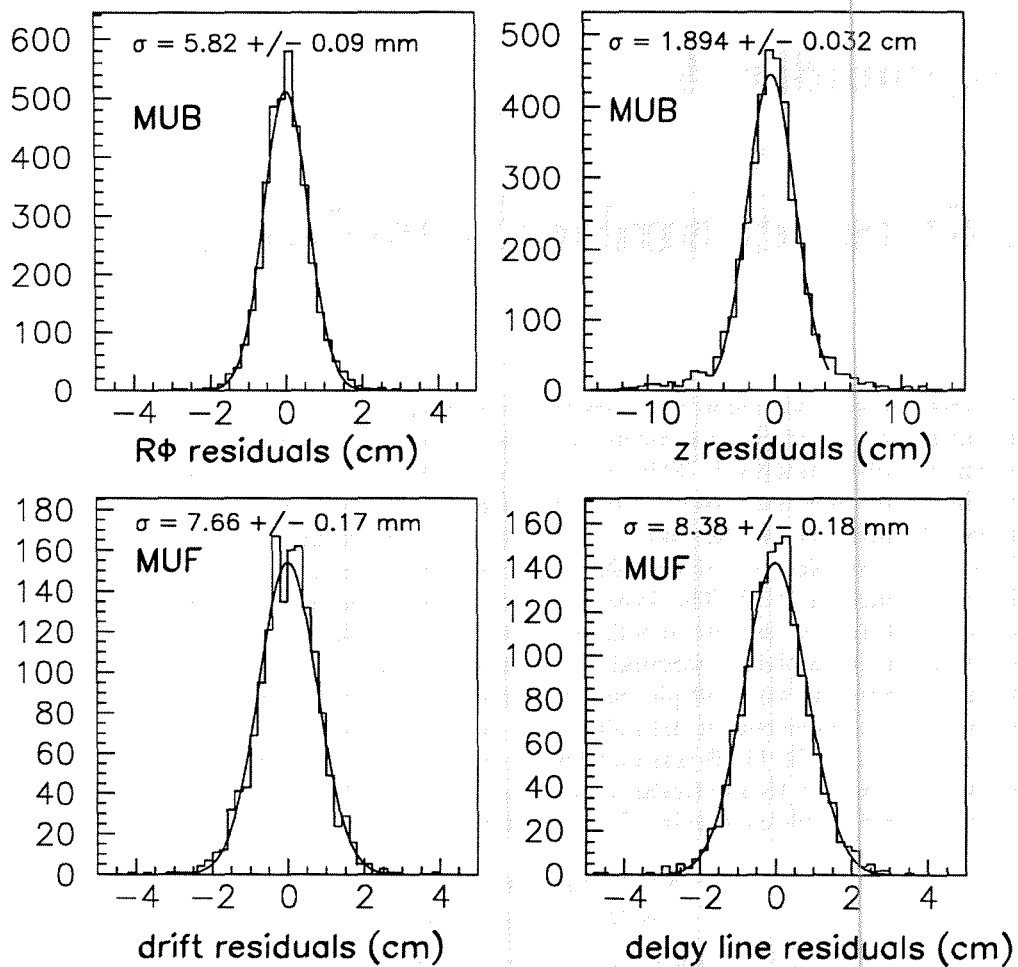 600
500
400
300
200
100
0
σ = 5.82 +/− 0.09 mm
MUB
−4 −2 0 2 4
RΦ residuals (cm)
500
400
300
200
100
0
σ = 1.894 +/− 0.032 cm
MUB
−10 0 10
z residuals (cm)
180
160
140
120
100
80
60
40
20
0
σ = 7.66 +/− 0.17 mm
MUF
−4 −2 0 2 4
drift residuals (cm)
160
140
120
100
80
60
40
20
0
σ = 8.38 +/− 0.18 mm
MUF
−4 −2 0 2 4
delay line residuals (cm)